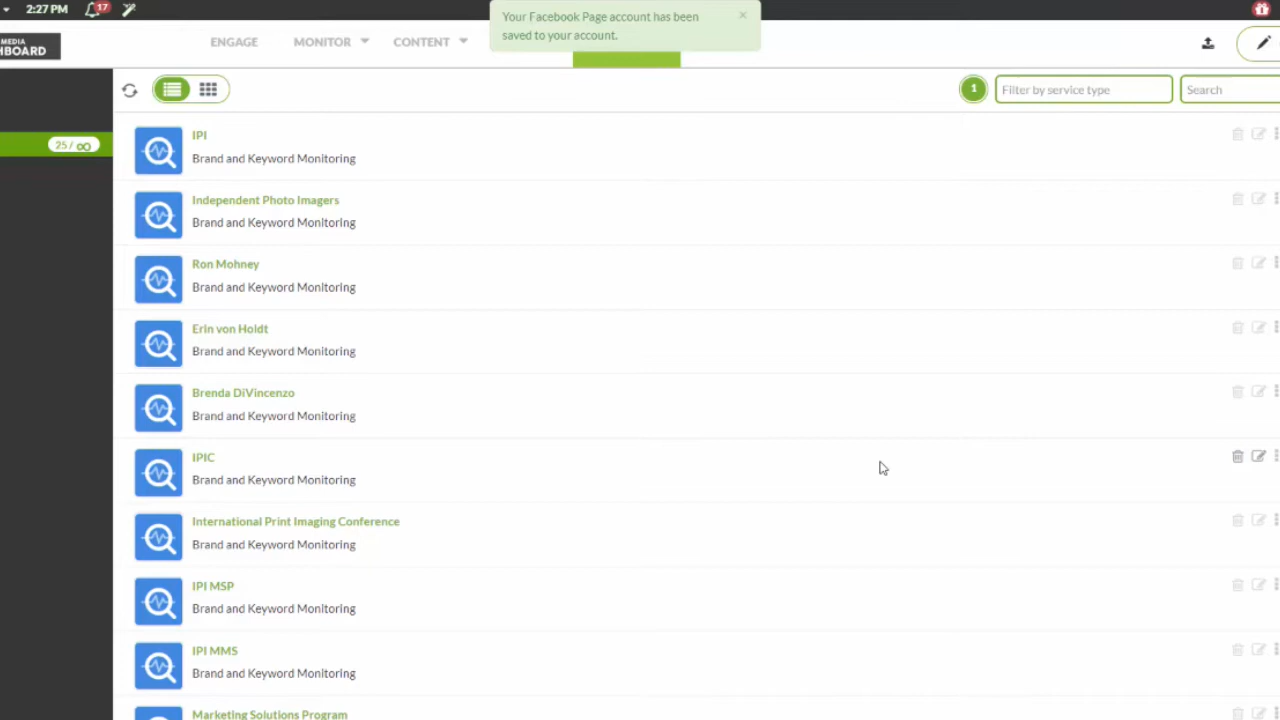 2:27 PM
17
Your Facebook Page account has been
saved to your account.
×
MEDIA
HBOARD
ENGAGE
MONITOR
CONTENT
1
Filter by service type
Search
25 / ∞
IPI
Brand and Keyword Monitoring
Independent Photo Imagers
Brand and Keyword Monitoring
Ron Mohney
Brand and Keyword Monitoring
Erin von Holdt
Brand and Keyword Monitoring
Brenda DiVincenzo
Brand and Keyword Monitoring
IPIC
Brand and Keyword Monitoring
International Print Imaging Conference
Brand and Keyword Monitoring
IPI MSP
Brand and Keyword Monitoring
IPI MMS
Brand and Keyword Monitoring
Marketing Solutions Program